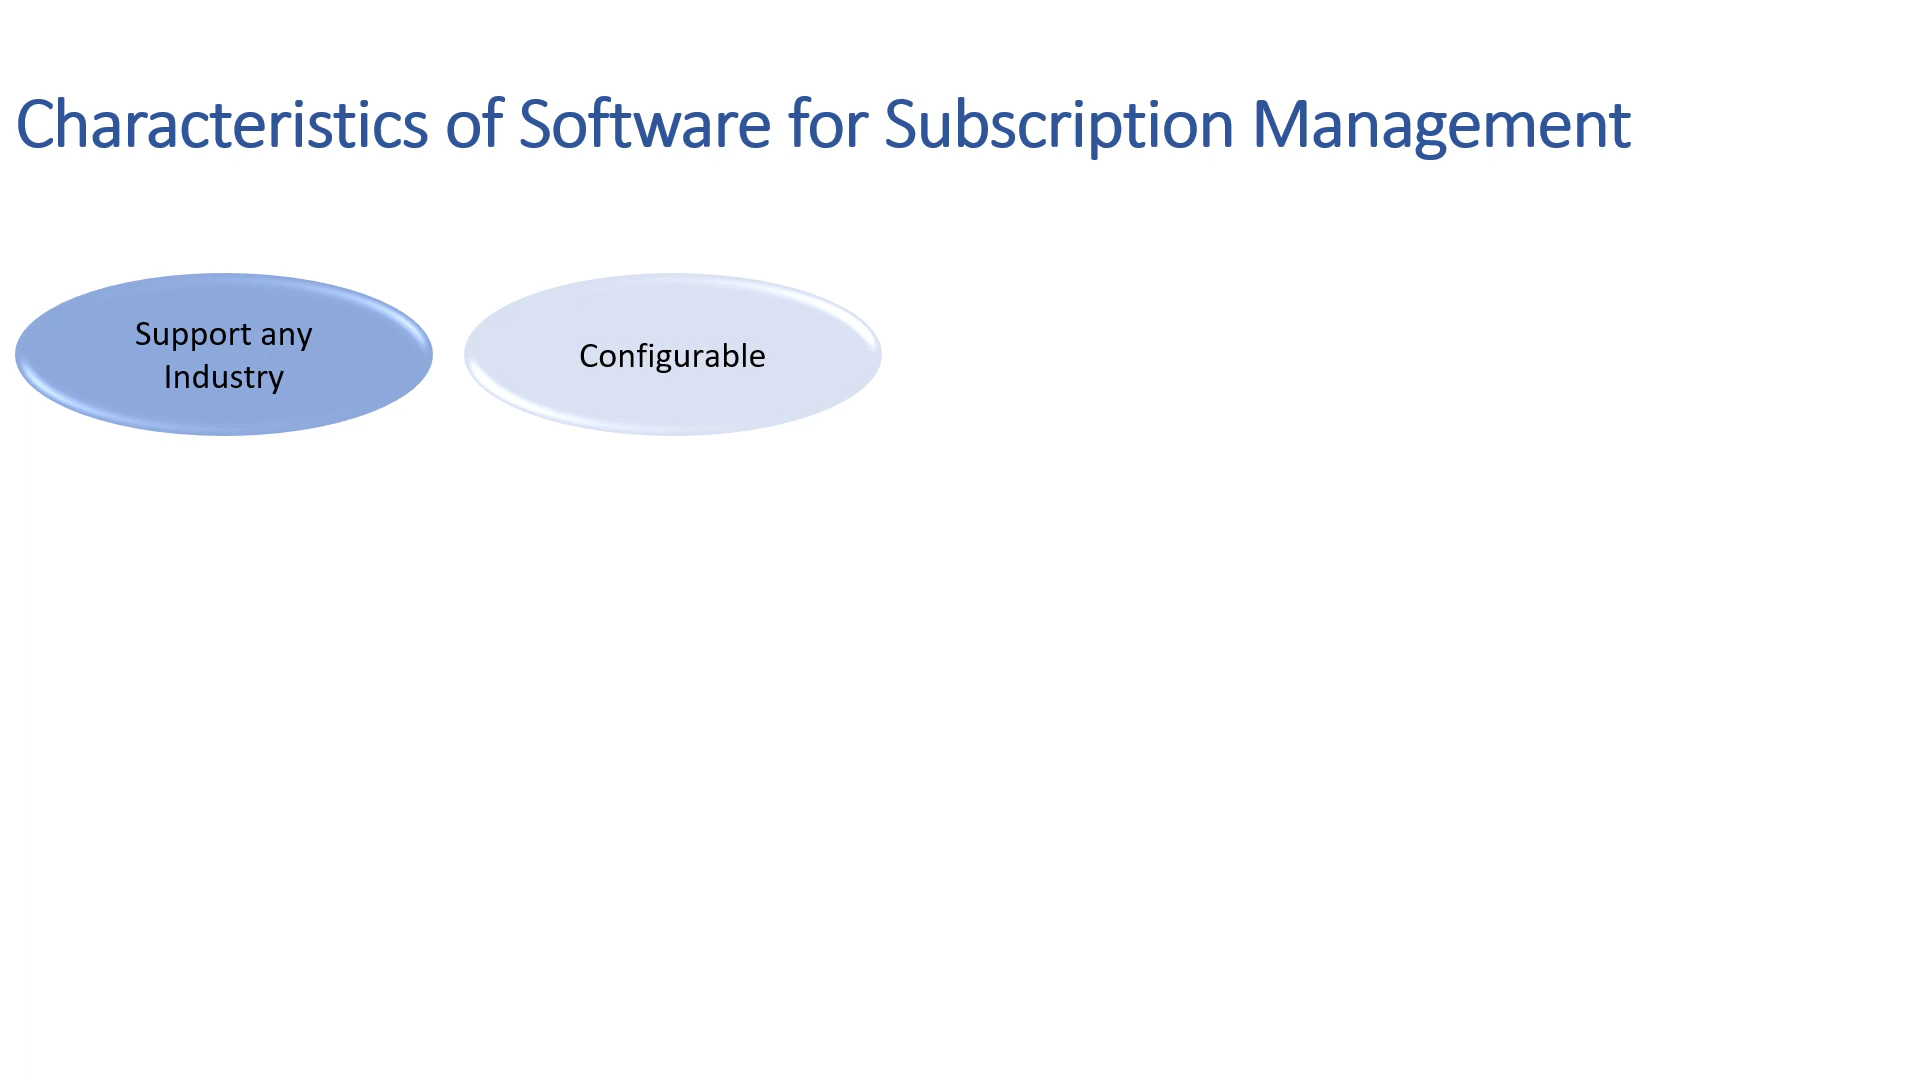 Characteristics of Software for Subscription Management
Support any
Industry
Configurable